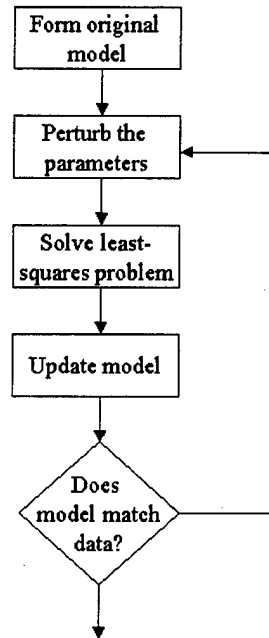 Form original
model
Perturb the
parameters
Solve least-
squares problem
Update model
Does
model match
data?